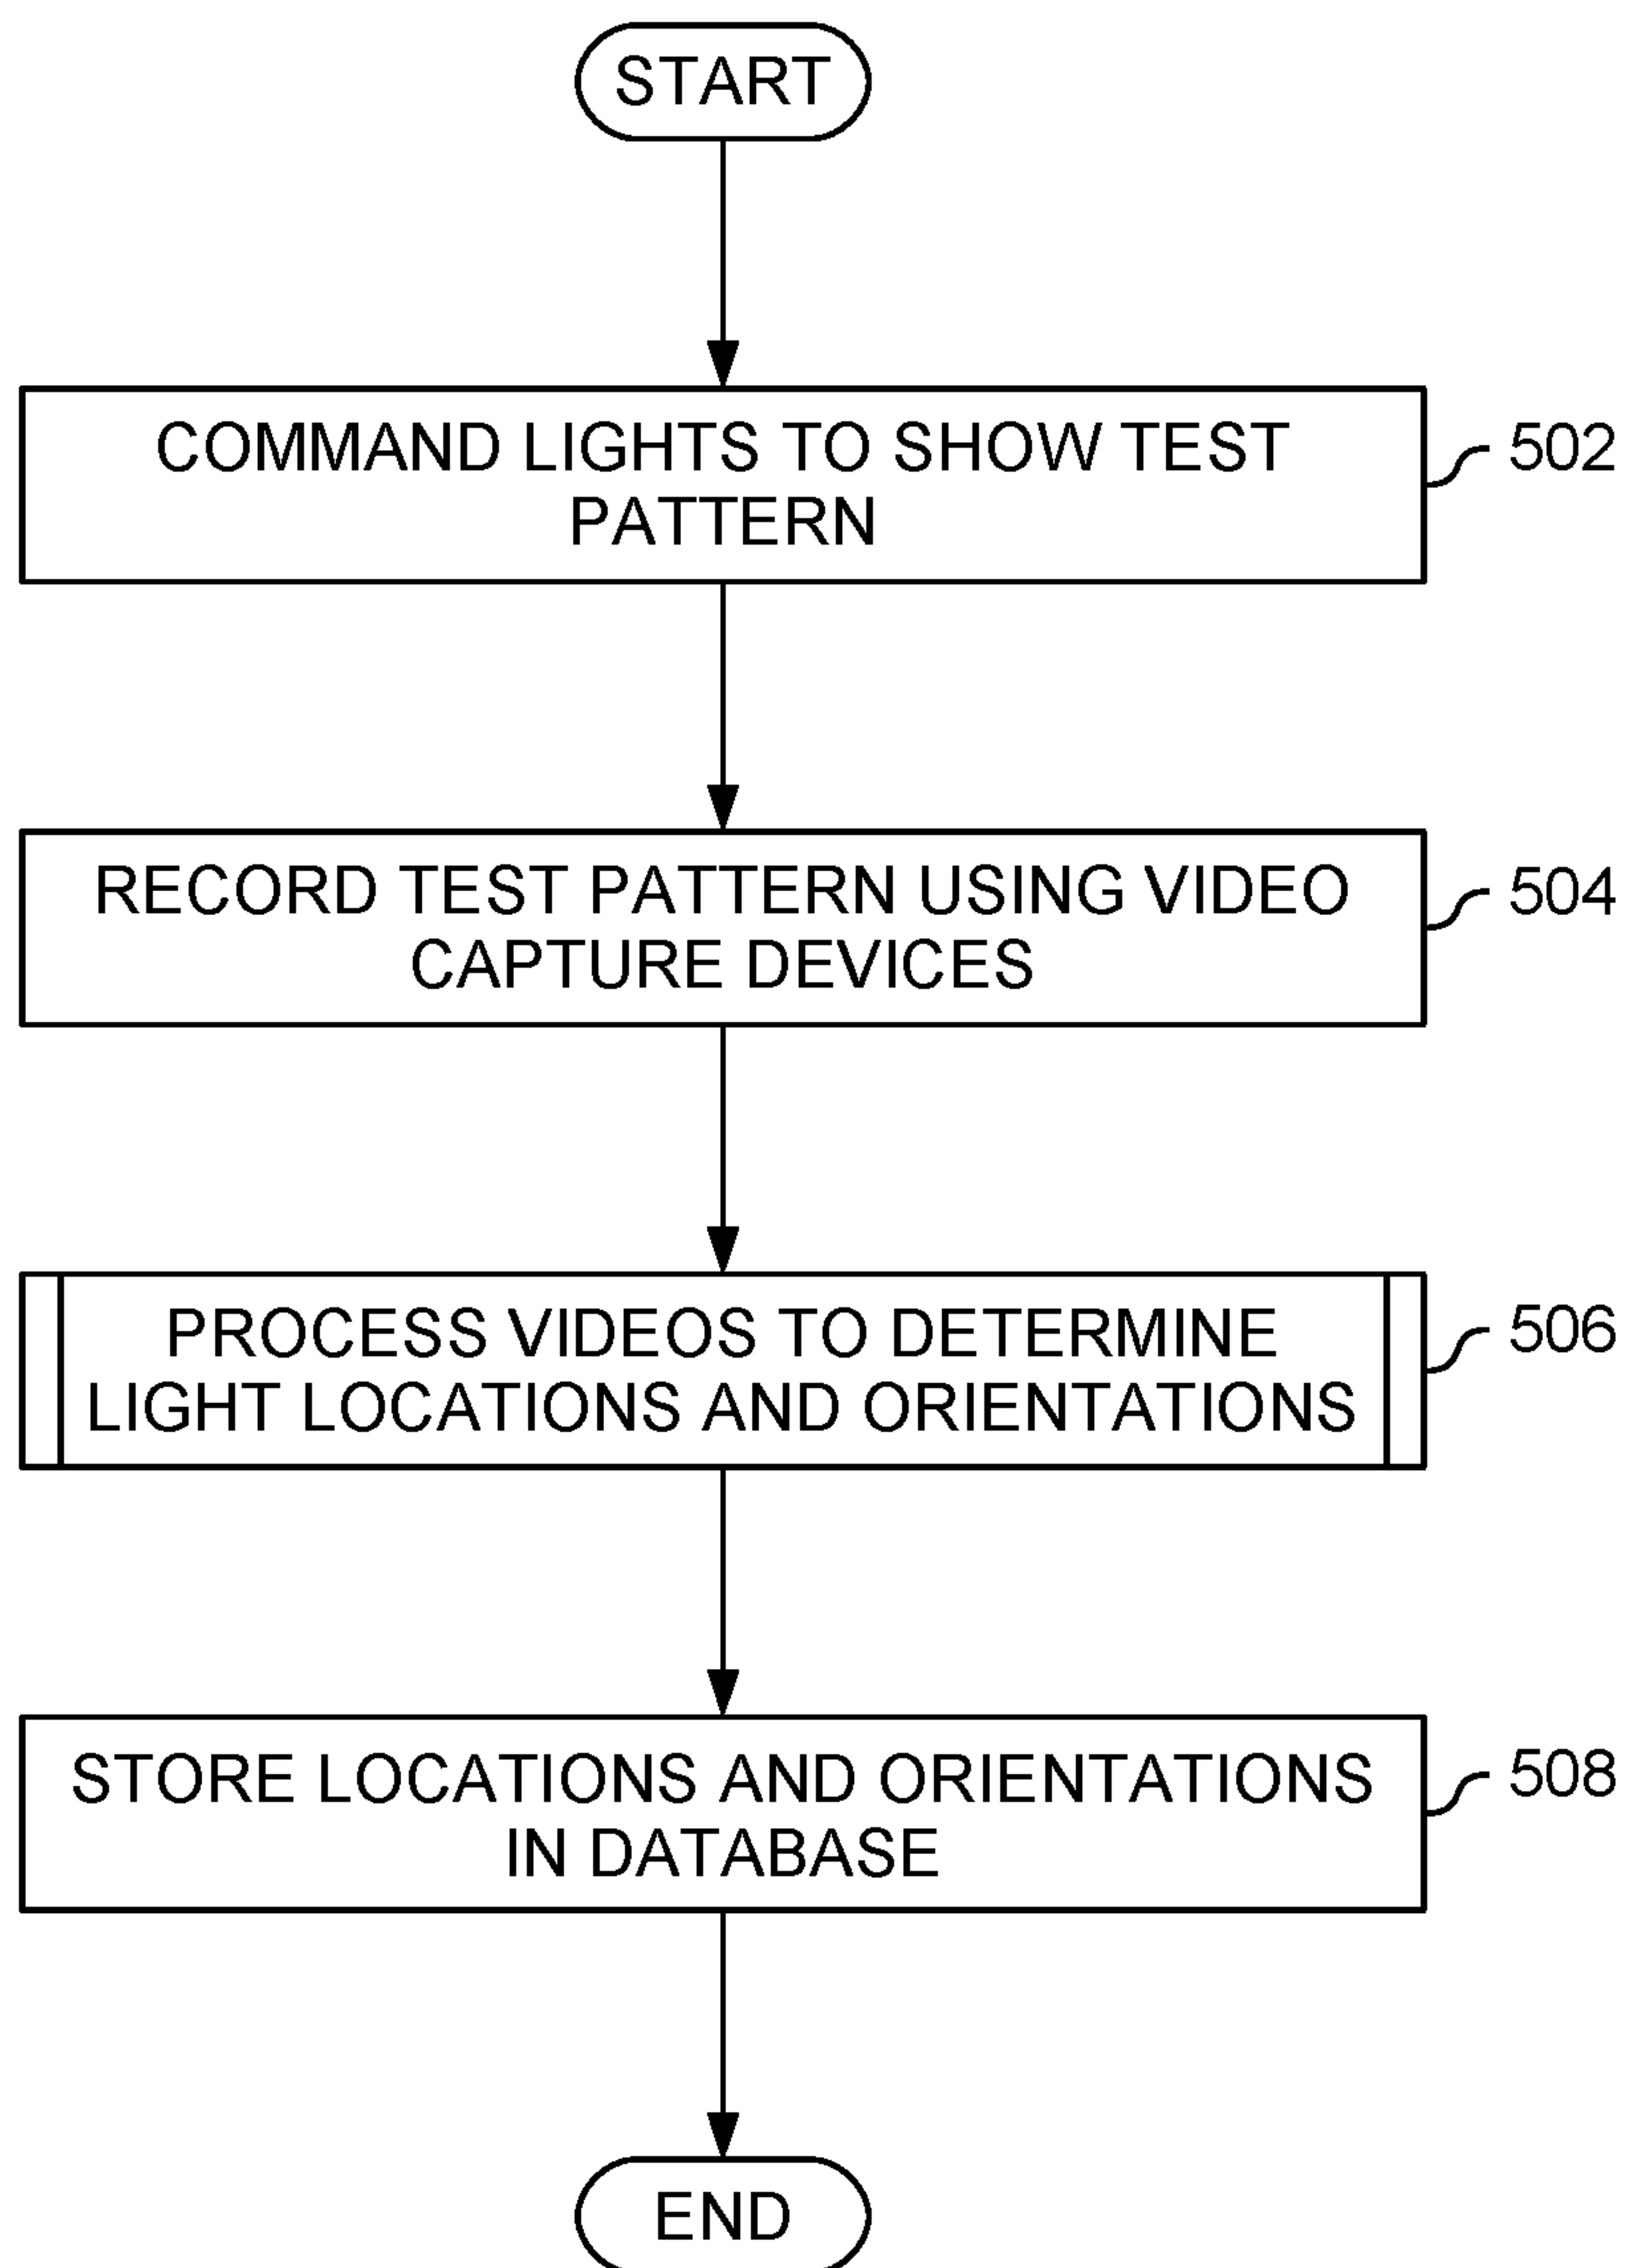 START
COMMAND LIGHTS TO SHOW TEST
PATTERN
502
RECORD TEST PATTERN USING VIDEO
CAPTURE DEVICES
504
PROCESS VIDEOS TO DETERMINE
LIGHT LOCATIONS AND ORIENTATIONS
506
STORE LOCATIONS AND ORIENTATIONS
IN DATABASE
508
END